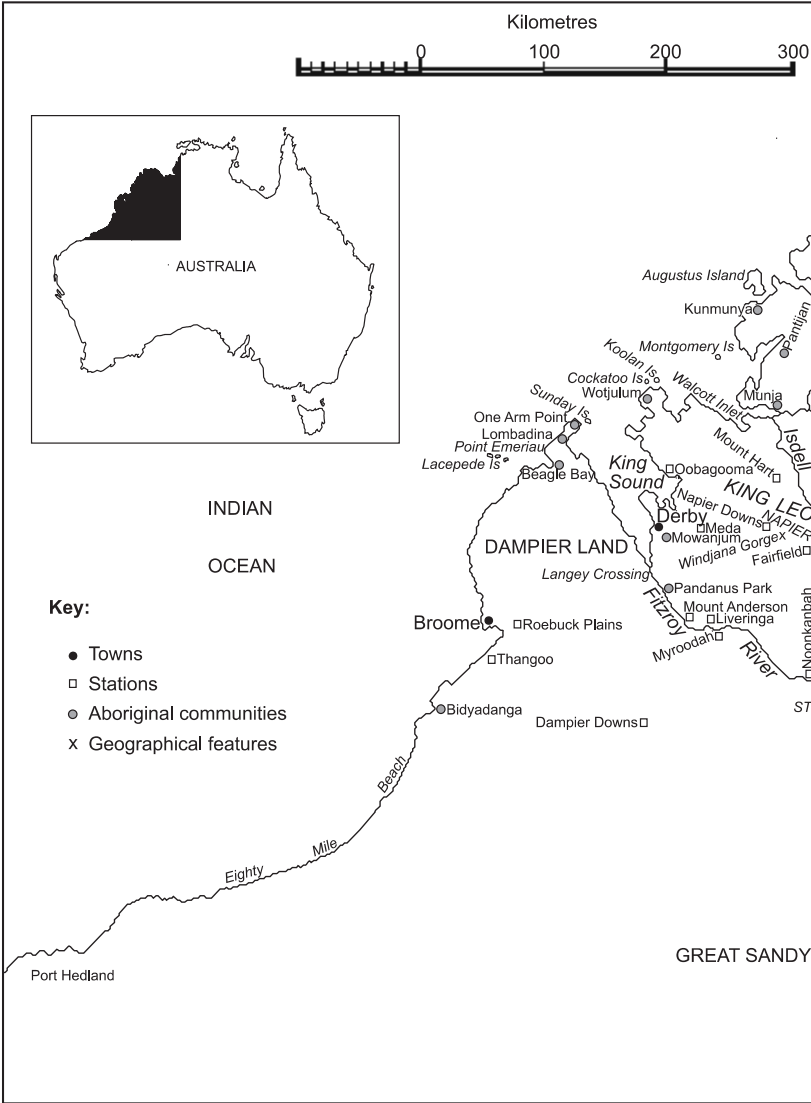 Kilometres
0 100 200 300
AUSTRALIA
Augustus Island
Kunmunya
Pantijan
Montgomery Is
Koolan Is
Cockatoo Is
Wotjulum
Walcott Inlet
Munja
Isdell
Sunday Is
One Arm Point
Lombadina
Point Emeriau
Lacepede Is
Beagle Bay
King
Sound
Oobagooma
Mount Hart
KING LEO
INDIAN
OCEAN
Napier Downs
NAPIER
Derby
Meda
Mowanjum
Windjana Gorge x
Fairfield
DAMPIER LAND
Langey Crossing
Pandanus Park
Key:
Towns
Stations
Aboriginal communities
x Geographical features
Broome
Roebuck Plains
Mount Anderson
Liveringa
Fitzroy
River
Myroodah
Noonkanbah
Thangoo
ST
Bidyadanga
Dampier Downs
Eighty Mile Beach
GREAT SANDY
Port Hedland